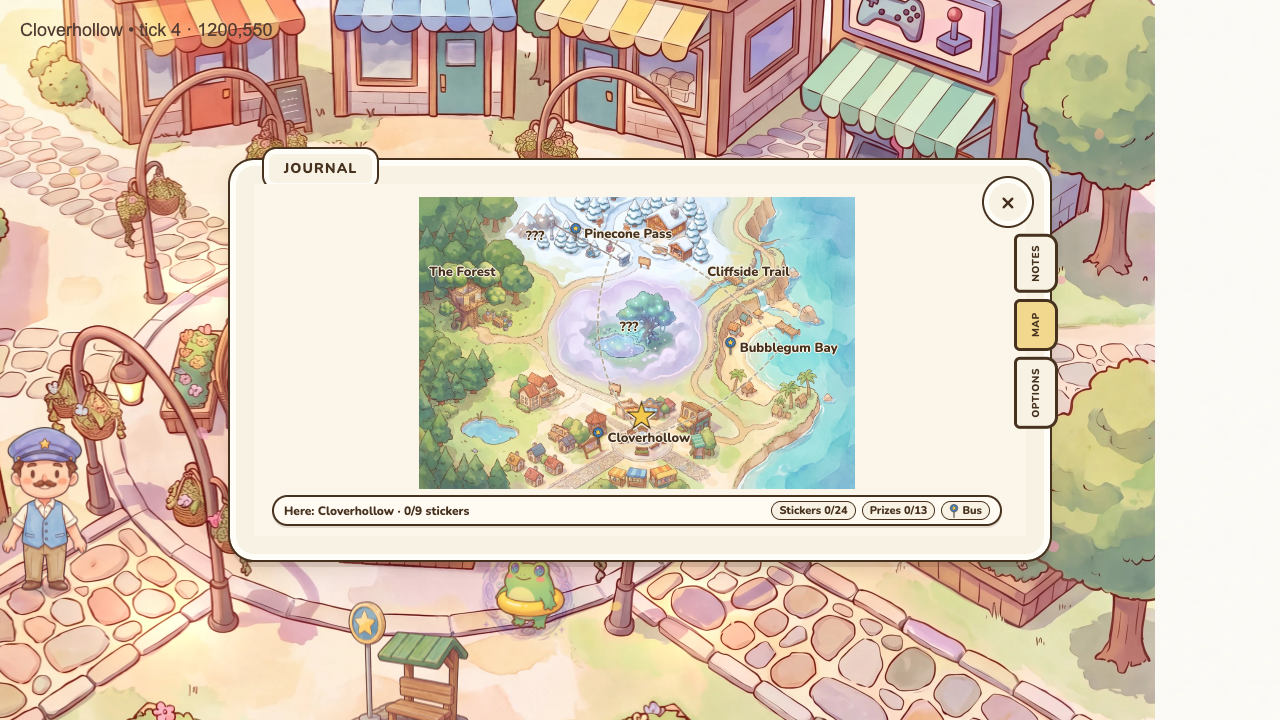 Cloverhollow • tick 4 · 1200,550
JOURNAL
×
??? Pinecone Pass
The Forest
Cliffside Trail
???
Bubblegum Bay
Cloverhollow
NOTES
MAP
OPTIONS
Here: Cloverhollow · 0/9 stickers
Stickers 0/24
Prizes 0/13
Bus